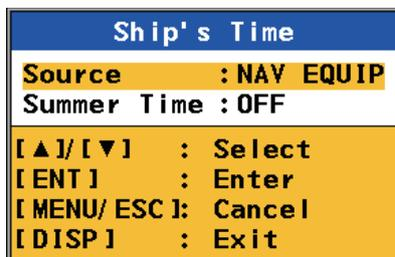 Ship's Time
Source : NAV EQUIP
Summer Time : OFF
[▲]/[▼] : Select
[ENT] : Enter
[MENU/ESC]: Cancel
[DISP] : Exit